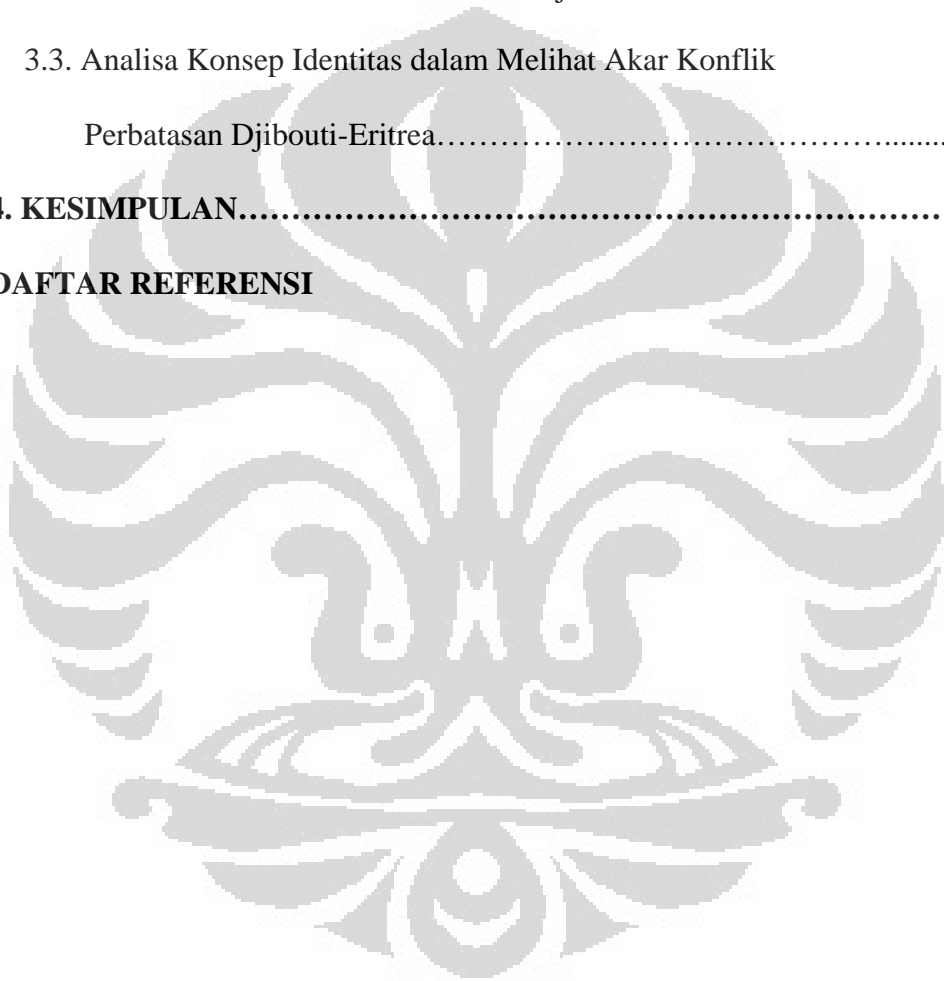 3.3. Analisa Konsep Identitas dalam Melihat Akar Konflik
Perbatasan Djibouti-Eritrea…………………………………….........
4. KESIMPULAN…………………………………………………………
DAFTAR REFERENSI